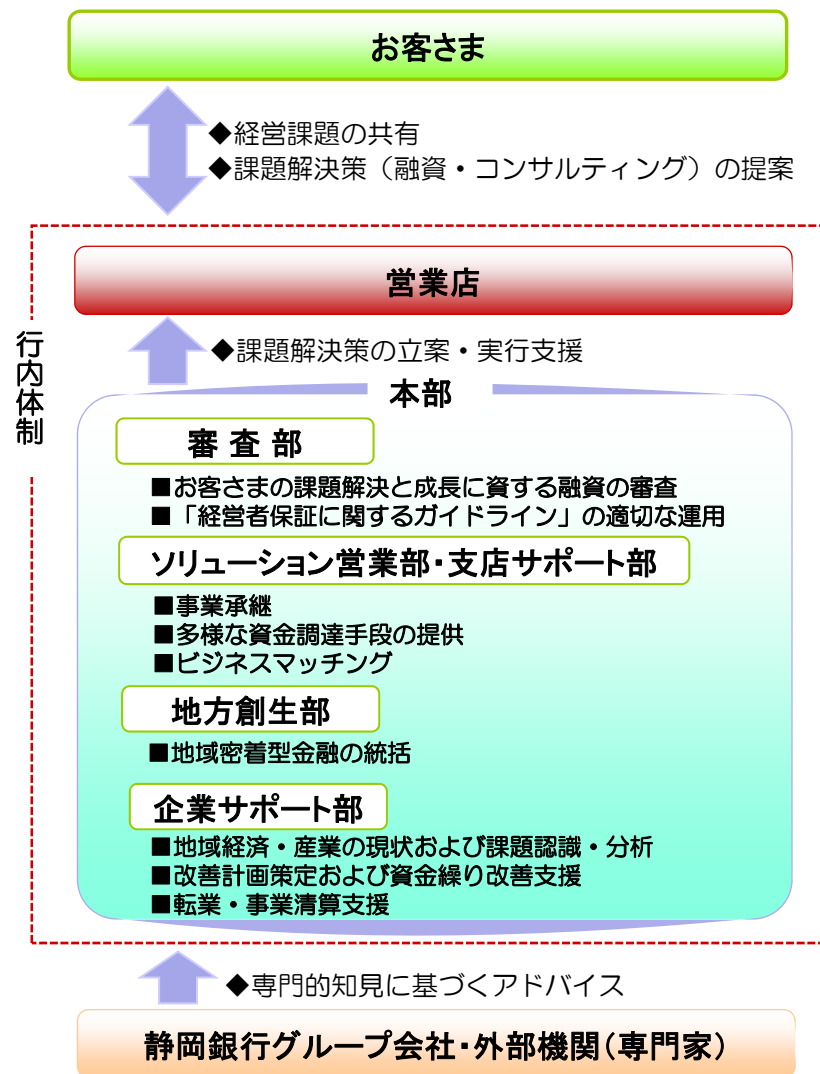 お客さま
◆経営課題の共有
◆課題解決策（融資・コンサルティング）の提案
行内体制
営業店
◆課題解決策の立案・実行支援
本部
審査部
■お客さまの課題解決と成長に資する融資の審査
■「経営者保証に関するガイドライン」の適切な運用
ソリューション営業部・支店サポート部
■事業承継
■多様な資金調達手段の提供
■ビジネスマッチング
地方創生部
■地域密着型金融の統括
企業サポート部
■地域経済・産業の現状および課題認識・分析
■改善計画策定および資金繰り改善支援
■転業・事業清算支援
◆専門的知見に基づくアドバイス
静岡銀行グループ会社・外部機関（専門家）